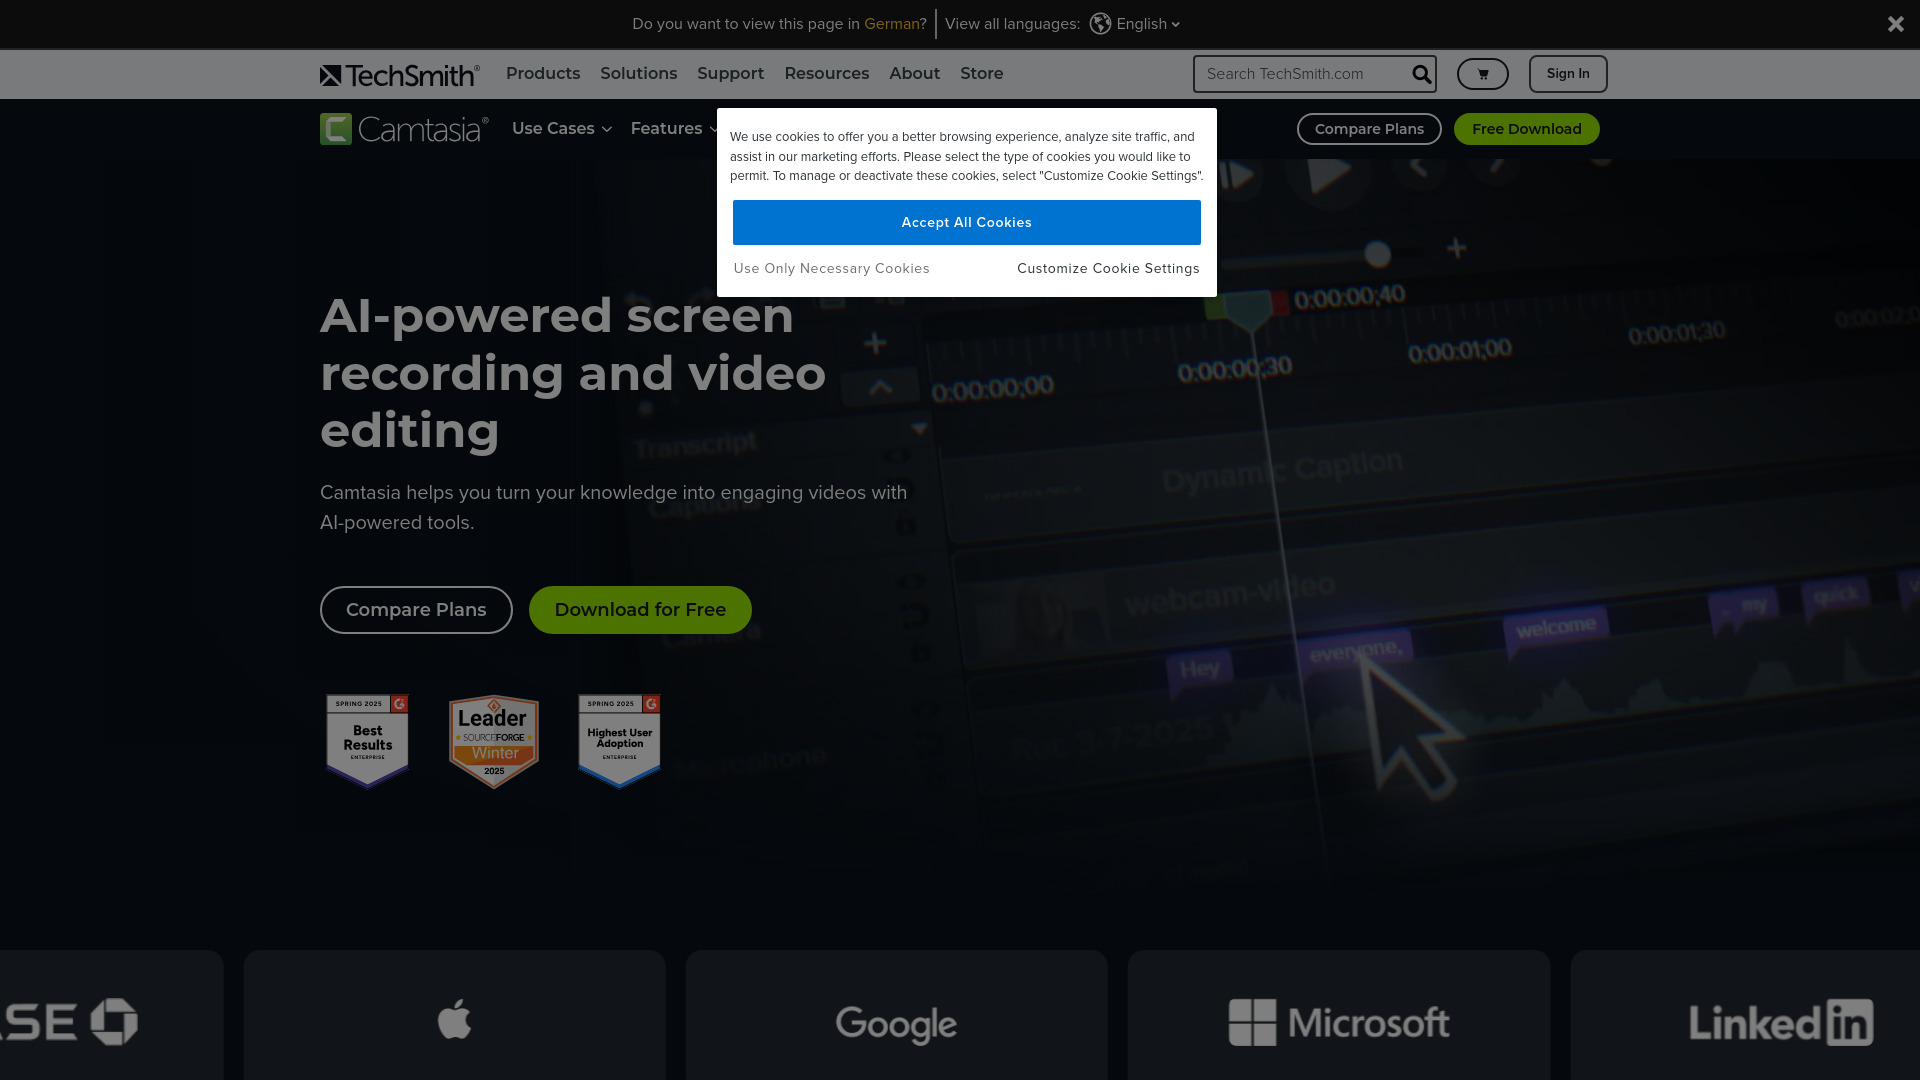 Do you want to view this page in German? View all languages: English
TechSmith® Products Solutions Support Resources About Store Search TechSmith.com Sign In
Camtasia® Use Cases Features Compare Plans Free Download
We use cookies to offer you a better browsing experience, analyze site traffic, and
assist in our marketing efforts. Please select the type of cookies you would like to
permit. To manage or deactivate these cookies, select "Customize Cookie Settings".
Accept All Cookies
Use Only Necessary Cookies Customize Cookie Settings
AI-powered screen
recording and video
editing
Camtasia helps you turn your knowledge into engaging videos with
AI-powered tools.
Compare Plans Download for Free
SPRING 2025
Best
Results
ENTERPRISE
Leader
SOURCEFORGE
Winter
2025
SPRING 2025
Highest User
Adoption
ENTERPRISE
0:00:00;40
0:00:00;00 0:00:00;30 0:00:01;00 0:00:01;30
Transcript
Dynamic Caption
Captions
webcam-video
Camera
Hey everyone, welcome my quick
Microphone
ASE Google Microsoft LinkedIn